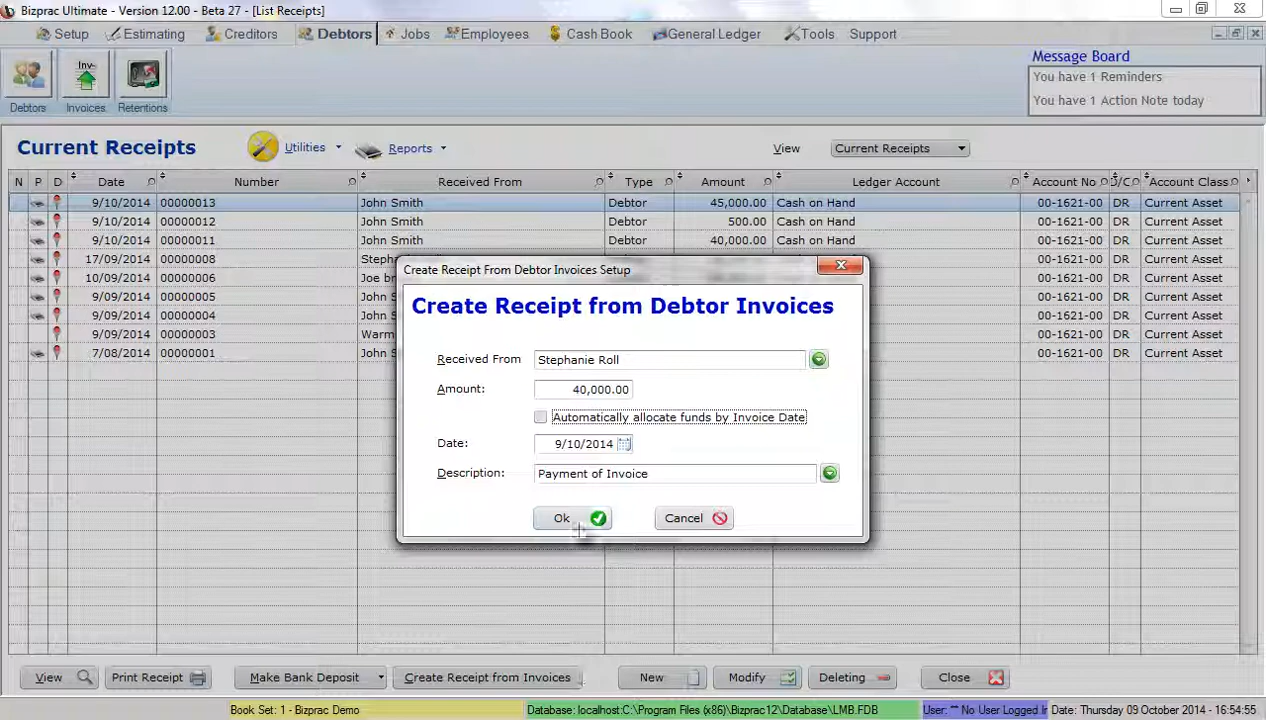 Bizprac Ultimate - Version 12.00 - Beta 27 - [List Receipts]
Setup Estimating Creditors Debtors Jobs Employees Cash Book General Ledger Tools Support
Inv
Debtors Invoices Retentions
Message Board
You have 1 Reminders
You have 1 Action Note today
Current Receipts Utilities Reports View Current Receipts
N P D Date Number Received From Type Amount Ledger Account Account No D/C Account Class
9/10/2014 00000013 John Smith Debtor 45,000.00 Cash on Hand 00-1621-00 DR Current Asset
9/10/2014 00000012 John Smith Debtor 500.00 Cash on Hand 00-1621-00 DR Current Asset
9/10/2014 00000011 John Smith Debtor 40,000.00 Cash on Hand 00-1621-00 DR Current Asset
17/09/2014 00000008 Steph 00-1621-00 DR Current Asset
10/09/2014 00000006 Joe b 00-1621-00 DR Current Asset
9/09/2014 00000005 John S 00-1621-00 DR Current Asset
9/09/2014 00000004 John S 00-1621-00 DR Current Asset
9/09/2014 00000003 Warm 00-1621-00 DR Current Asset
7/08/2014 00000001 John S 00-1621-00 DR Current Asset
Create Receipt From Debtor Invoices Setup
Create Receipt from Debtor Invoices
Received From Stephanie Roll
Amount: 40,000.00
Automatically allocate funds by Invoice Date
Date: 9/10/2014
Description: Payment of Invoice
Ok Cancel
View Print Receipt Make Bank Deposit Create Receipt from Invoices New Modify Deleting Close
Book Set: 1 - Bizprac Demo Database: localhost:C:\Program Files (x86)\Bizprac12\Database\LMB.FDB User: "" No User Logged Ir Date: Thursday 09 October 2014 - 16:54:55